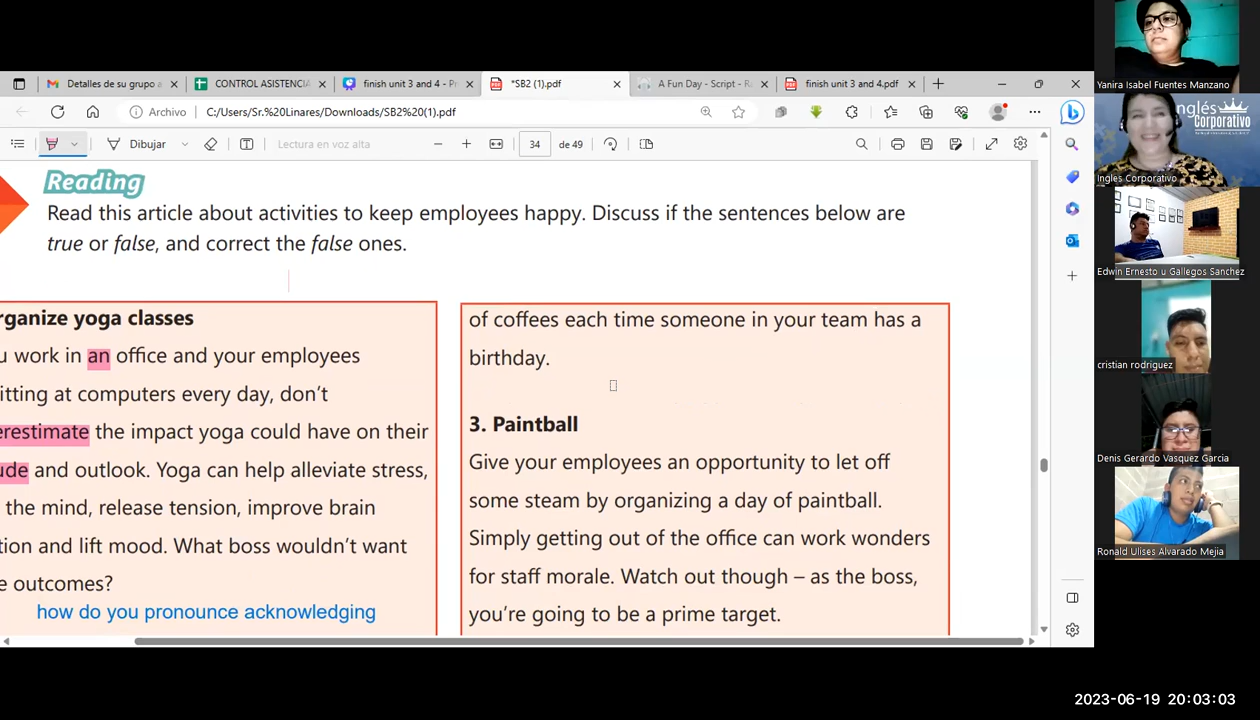 Detalles de su grupo a
CONTROL ASISTENCIA
finish unit 3 and 4 - Pr
*SB2 (1).pdf
A Fun Day - Script - R
finish unit 3 and 4.pdf
Archivo
C:/Users/Sr.%20Linares/Downloads/SB2%20(1).pdf
Dibujar
Lectura en voz alta
34
de 49
Reading
Read this article about activities to keep employees happy. Discuss if the sentences below are
true or false, and correct the false ones.
rganize yoga classes
u work in an office and your employees
itting at computers every day, don't
erestimate the impact yoga could have on their
ude and outlook. Yoga can help alleviate stress,
the mind, release tension, improve brain
tion and lift mood. What boss wouldn't want
e outcomes?
how do you pronounce acknowledging
of coffees each time someone in your team has a
birthday.
3. Paintball
Give your employees an opportunity to let off
some steam by organizing a day of paintball.
Simply getting out of the office can work wonders
for staff morale. Watch out though – as the boss,
you're going to be a prime target.
Yanira Isabel Fuentes Manzano
Inglés
Corporativo
Inglés Corporativo
Edwin Ernesto u Gallegos Sanchez
cristian rodriguez
Denis Gerardo Vasquez Garcia
Ronald Ulises Alvarado Mejia
2023-06-19 20:03:03